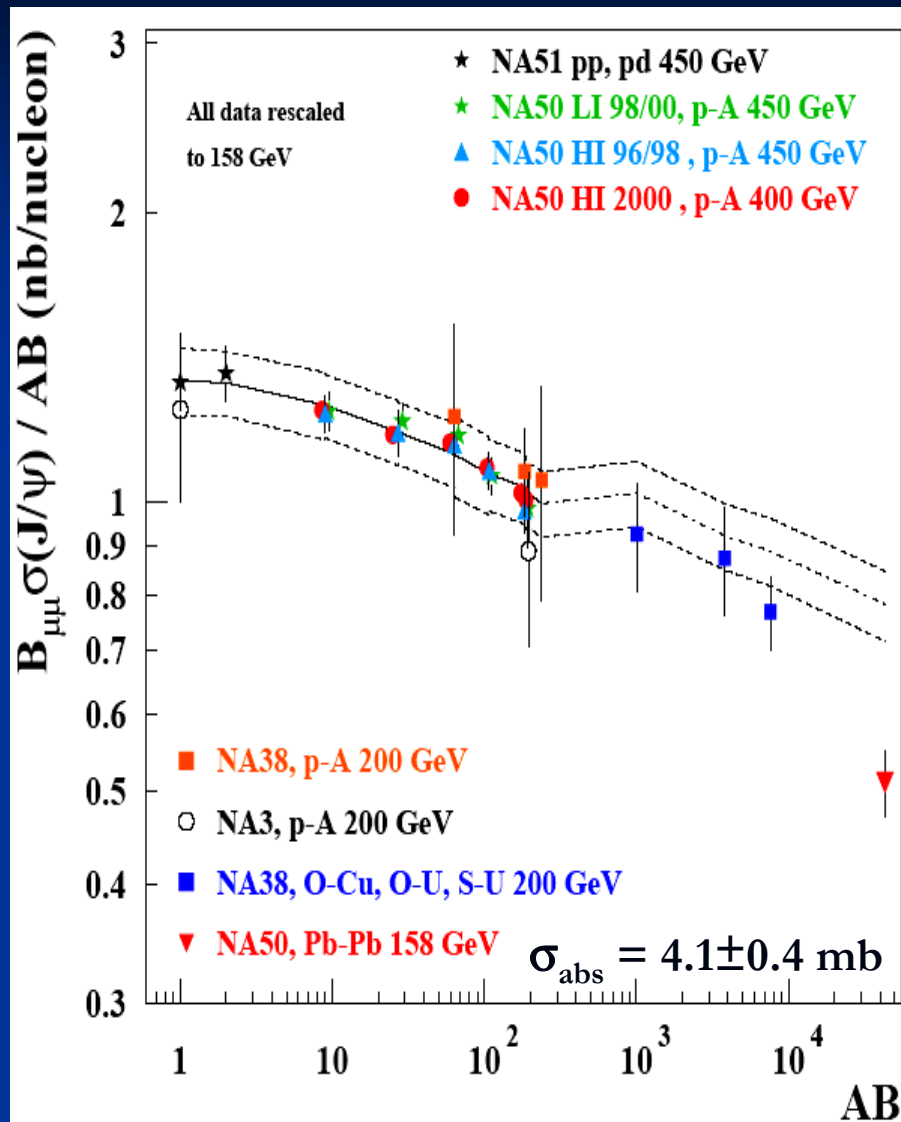 B_μμ σ(J/ψ) / AB (nb/nucleon)
3
2
1
0.9
0.8
0.7
0.6
0.5
0.4
0.3
NA51 pp, pd 450 GeV
NA50 LI 98/00, p-A 450 GeV
NA50 HI 96/98 , p-A 450 GeV
NA50 HI 2000 , p-A 400 GeV
All data rescaled
to 158 GeV
NA38, p-A 200 GeV
NA3, p-A 200 GeV
NA38, O-Cu, O-U, S-U 200 GeV
NA50, Pb-Pb 158 GeV
σ_abs = 4.1±0.4 mb
1 10 10² 10³ 10⁴
AB